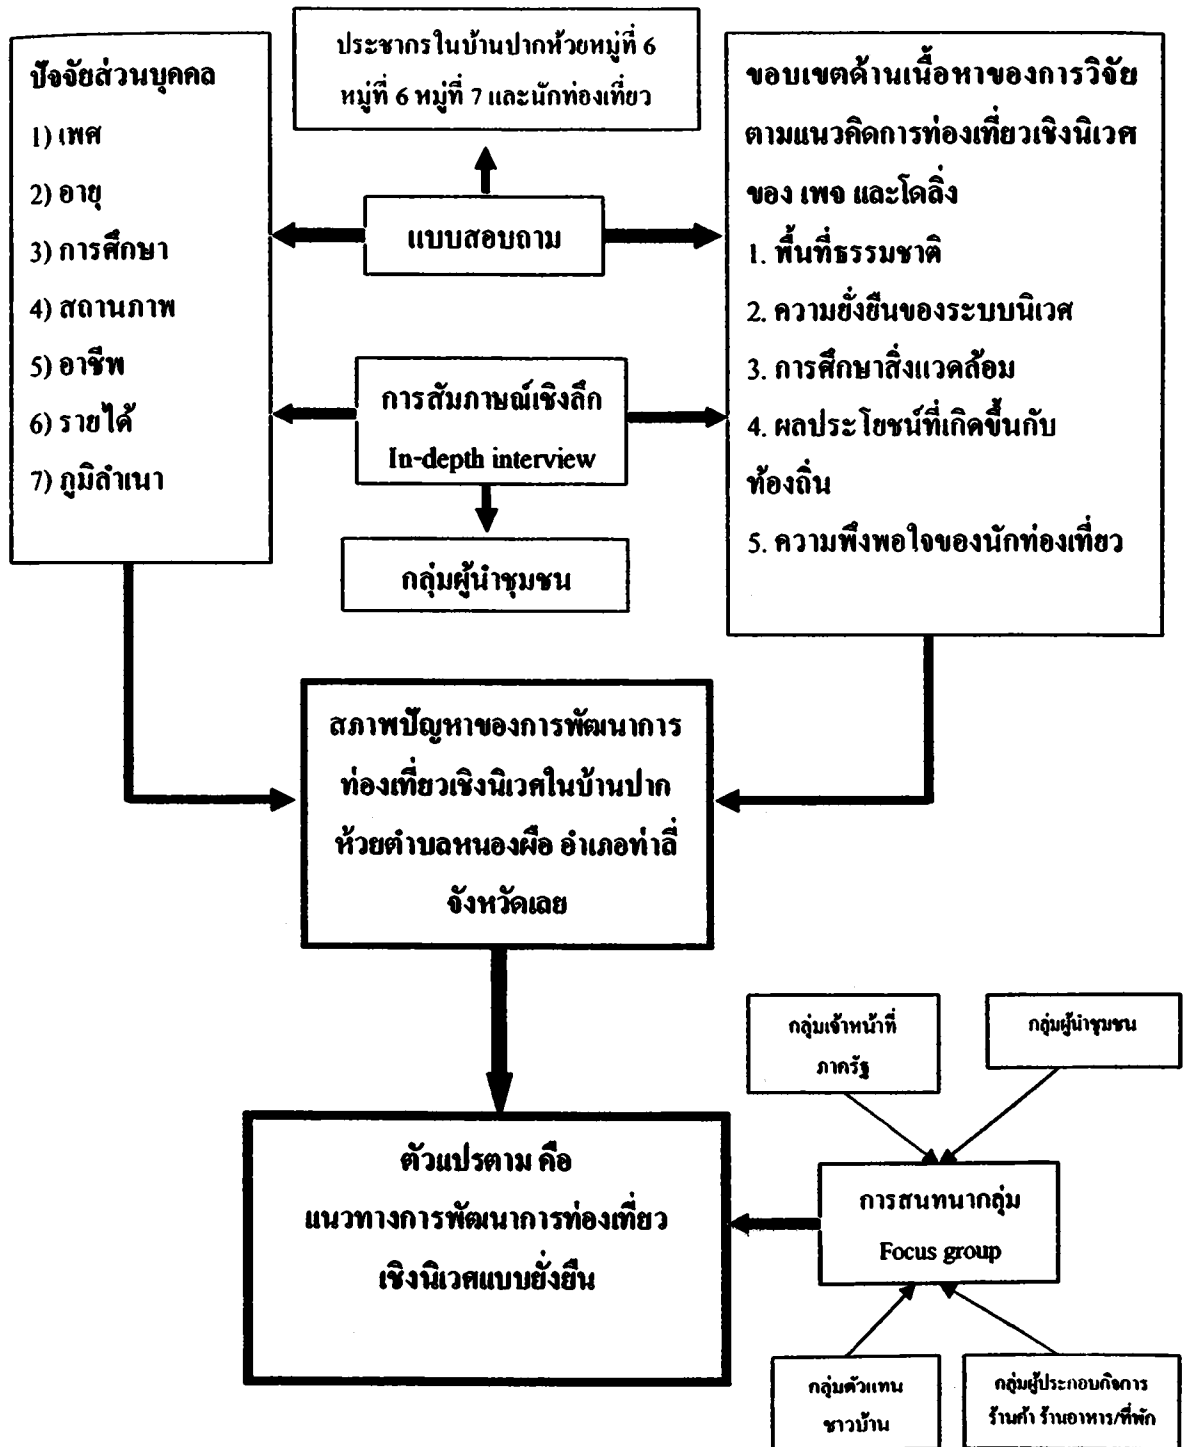 ประชากรในบ้านปากห้วยหมู่ที่ 6
หมู่ที่ 6 หมู่ที่ 7 และนักท่องเที่ยว
ปัจจัยส่วนบุคคล
1) เพศ
2) อายุ
3) การศึกษา
4) สถานภาพ
5) อาชีพ
6) รายได้
7) ภูมิลำเนา
แบบสอบถาม
การสัมภาษณ์เชิงลึก
In-depth interview
กลุ่มผู้นำชุมชน
ขอบเขตด้านเนื้อหาของการวิจัย
ตามแนวคิดการท่องเที่ยวเชิงนิเวศ
ของ เพจ และโดลิ่ง
1. พื้นที่ธรรมชาติ
2. ความยั่งยืนของระบบนิเวศ
3. การศึกษาสิ่งแวดล้อม
4. ผลประโยชน์ที่เกิดขึ้นกับ
ท้องถิ่น
5. ความพึงพอใจของนักท่องเที่ยว
สภาพปัญหาของการพัฒนาการ
ท่องเที่ยวเชิงนิเวศในบ้านปาก
ห้วยตำบลหนองผือ อำเภอท่าลี่
จังหวัดเลย
กลุ่มเจ้าหน้าที่
ภาครัฐ
กลุ่มผู้นำชุมชน
ตัวแปรตาม คือ
แนวทางการพัฒนาการท่องเที่ยว
เชิงนิเวศแบบยั่งยืน
การสนทนากลุ่ม
Focus group
กลุ่มตัวแทน
ชาวบ้าน
กลุ่มผู้ประกอบกิจการ
ร้านค้า ร้านอาหาร/ที่พัก